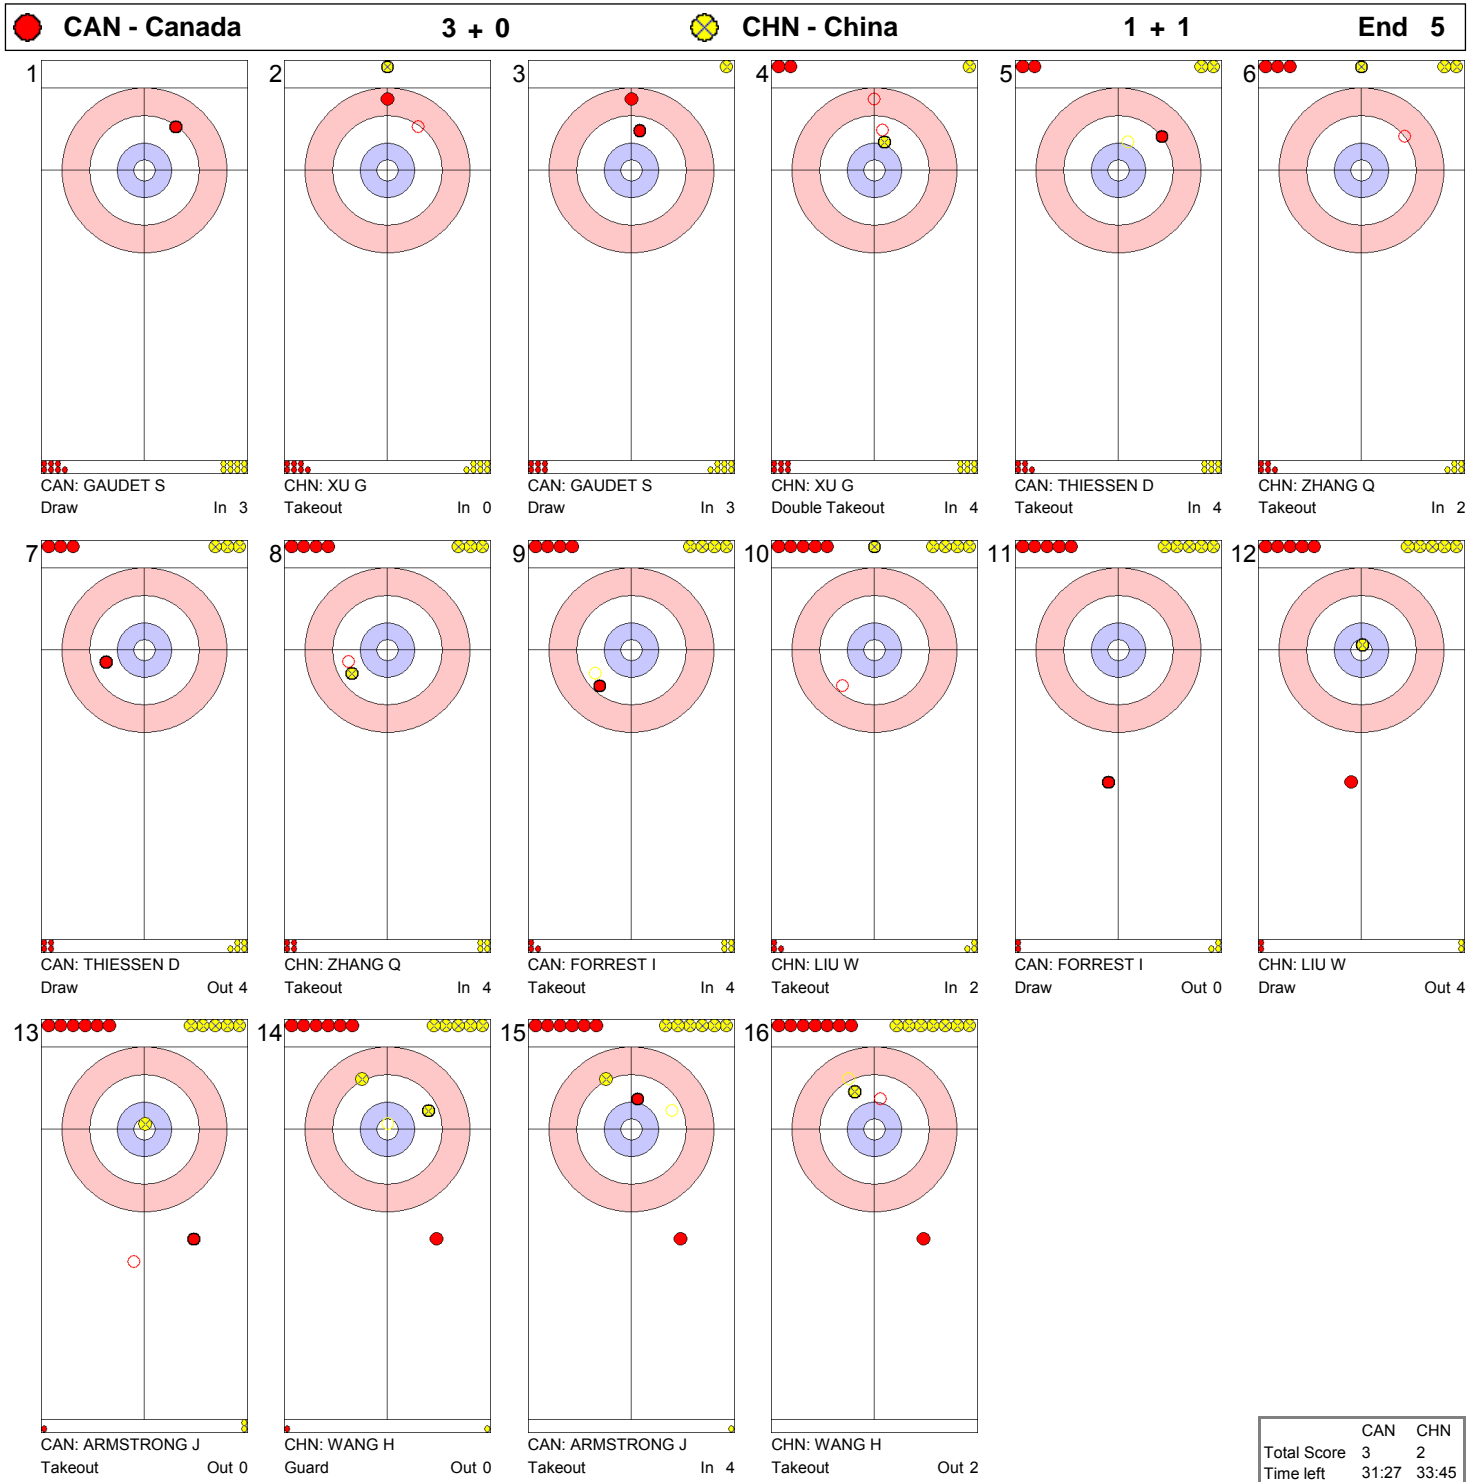 CAN - Canada 3 + 0 CHN - China 1 + 1 End 5
1 2 3 4 5 6
CAN: GAUDET S CHN: XU G CAN: GAUDET S CHN: XU G CAN: THIESSEN D CHN: ZHANG Q
Draw In 3 Takeout In 0 Draw In 3 Double Takeout In 4 Takeout In 4 Takeout In 2
7 8 9 10 11 12
CAN: THIESSEN D CHN: ZHANG Q CAN: FORREST I CHN: LIU W CAN: FORREST I CHN: LIU W
Draw Out 4 Takeout In 4 Takeout In 4 Takeout In 2 Draw Out 0 Draw Out 4
13 14 15 16
CAN: ARMSTRONG J CHN: WANG H CAN: ARMSTRONG J CHN: WANG H
Takeout Out 0 Guard Out 0 Takeout In 4 Takeout Out 2
CAN CHN
Total Score 3 2
Time left 31:27 33:45